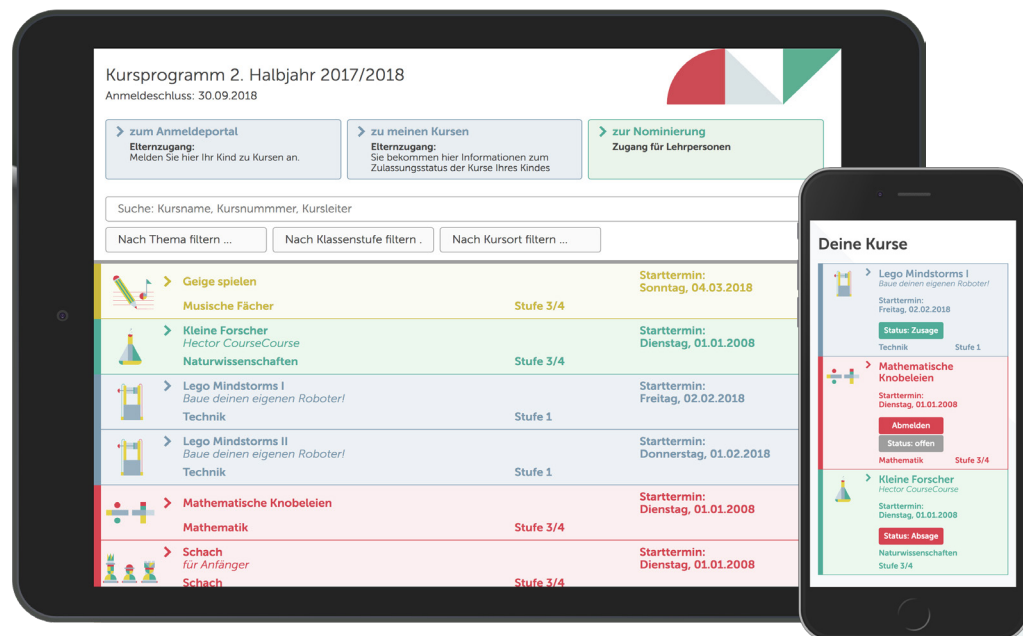 Kursprogramm 2. Halbjahr 2017/2018
Anmeldeschluss: 30.09.2018
zum Anmeldeportal
Elternzugang:
Melden Sie hier Ihr Kind zu Kursen an.
zu meinen Kursen
Elternzugang:
Sie bekommen hier Informationen zum
Zulassungsstatus der Kurse Ihres Kindes
zur Nominierung
Zugang für Lehrpersonen
Suche: Kursname, Kursnummmer, Kursleiter
Nach Thema filtern ...
Nach Klassenstufe filtern .
Nach Kursort filtern ...
Geige spielen
Starttermin:
Sonntag, 04.03.2018
Musische Fächer
Stufe 3/4
Kleine Forscher
Hector CourseCourse
Starttermin:
Dienstag, 01.01.2008
Naturwissenschaften
Stufe 3/4
Lego Mindstorms I
Baue deinen eigenen Roboter!
Starttermin:
Freitag, 02.02.2018
Technik
Stufe 1
Lego Mindstorms II
Baue deinen eigenen Roboter!
Starttermin:
Donnerstag, 01.02.2018
Technik
Stufe 1
Mathematische Knobeleien
Starttermin:
Dienstag, 01.01.2008
Mathematik
Stufe 3/4
Schach
für Anfänger
Starttermin:
Dienstag, 01.01.2008
Schach
Stufe 3/4
Deine Kurse
Lego Mindstorms I
Baue deinen eigenen Roboter!
Starttermin:
Freitag, 02.02.2018
Status: Zusage
Technik
Stufe 1
Mathematische
Knobeleien
Starttermin:
Dienstag, 01.01.2008
Abmelden
Status: offen
Mathematik
Stufe 3/4
Kleine Forscher
Hector CourseCourse
Starttermin:
Dienstag, 01.01.2008
Status: Absage
Naturwissenschaften
Stufe 3/4